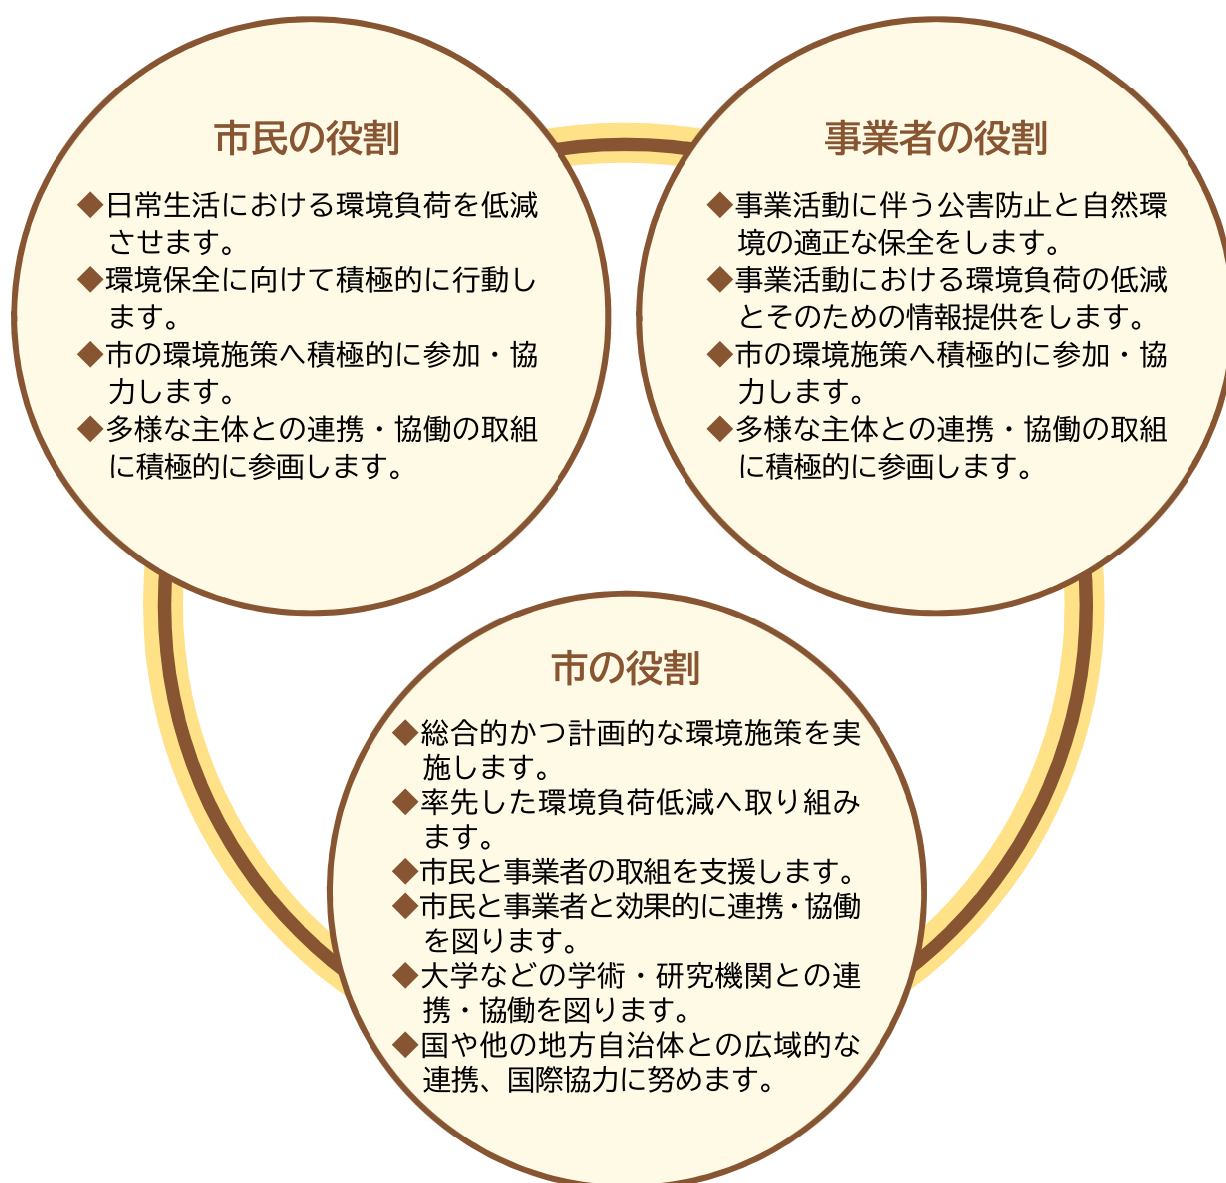 市民の役割
◆日常生活における環境負荷を低減
させます。
◆環境保全に向けて積極的に行動し
ます。
◆市の環境施策へ積極的に参加・協
力します。
◆多様な主体との連携・協働の取組
に積極的に参画します。
事業者の役割
◆事業活動に伴う公害防止と自然環
境の適正な保全をします。
◆事業活動における環境負荷の低減
とそのための情報提供をします。
◆市の環境施策へ積極的に参加・協
力します。
◆多様な主体との連携・協働の取組
に積極的に参画します。
市の役割
◆総合的かつ計画的な環境施策を実
施します。
◆率先した環境負荷低減へ取り組み
ます。
◆市民と事業者の取組を支援します。
◆市民と事業者と効果的に連携・協働
を図ります。
◆大学などの学術・研究機関との連
携・協働を図ります。
◆国や他の地方自治体との広域的な
連携、国際協力に努めます。